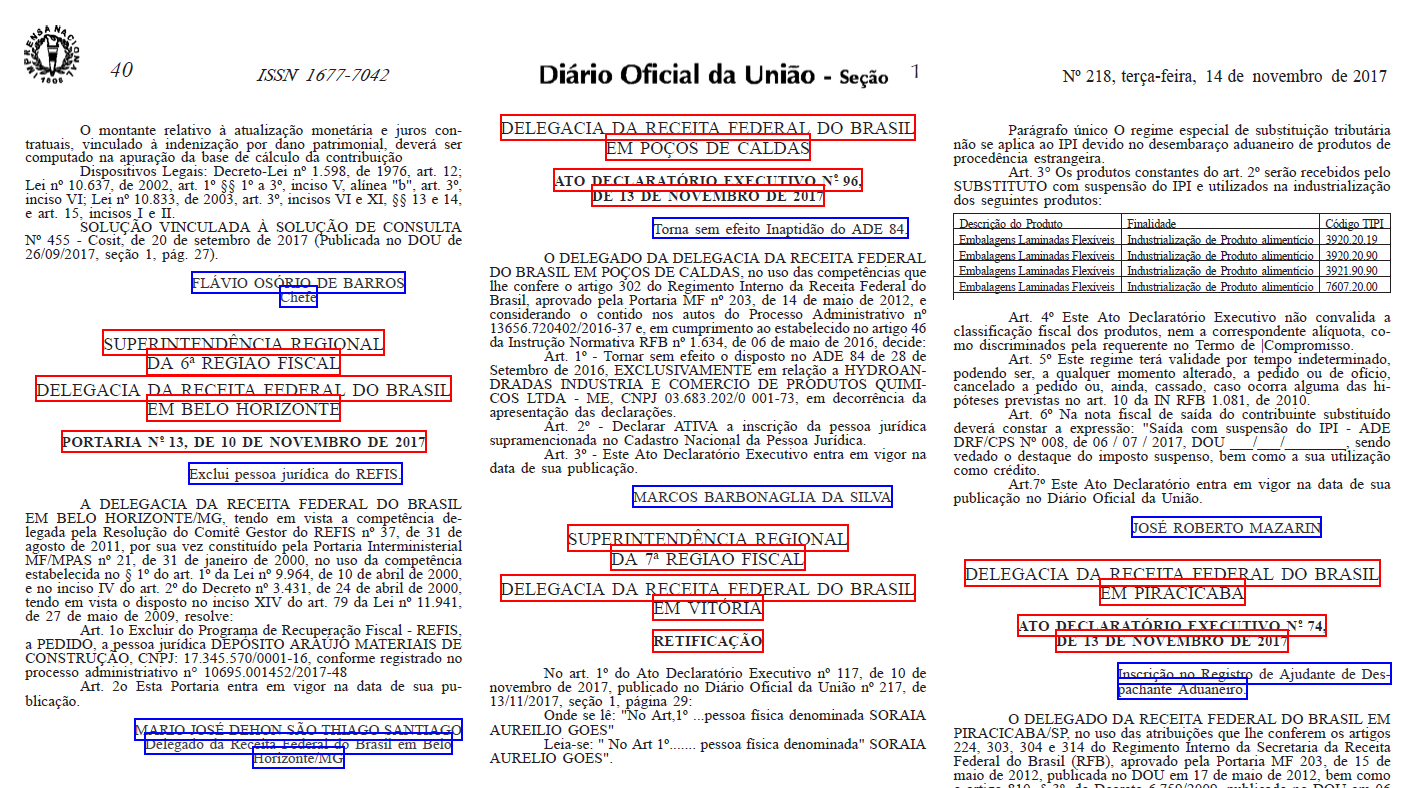 IMPRENSA NACIONAL
1808
40
ISSN 1677-7042
Diário Oficial da União - Seção 1
Nº 218, terça-feira, 14 de novembro de 2017
O montante relativo à atualização monetária e juros con-
tratuais, vinculado à indenização por dano patrimonial, deverá ser
computado na apuração da base de cálculo da contribuição
Dispositivos Legais: Decreto-Lei nº 1.598, de 1976, art. 12;
Lei nº 10.637, de 2002, art. 1º §§ 1º a 3º, inciso V, alínea "b", art. 3º,
inciso VI; Lei nº 10.833, de 2003, art. 3º, incisos VI e XI, §§ 13 e 14,
e art. 15, incisos I e II.
SOLUÇÃO VINCULADA À SOLUÇÃO DE CONSULTA
Nº 455 - Cosit, de 20 de setembro de 2017 (Publicada no DOU de
26/09/2017, seção 1, pág. 27).
FLÁVIO OSÓRIO DE BARROS
Chefe
SUPERINTENDÊNCIA REGIONAL
DA 6ª REGIÃO FISCAL
DELEGACIA DA RECEITA FEDERAL DO BRASIL
EM BELO HORIZONTE
PORTARIA Nº 13, DE 10 DE NOVEMBRO DE 2017
Exclui pessoa jurídica do REFIS.
A DELEGACIA DA RECEITA FEDERAL DO BRASIL
EM BELO HORIZONTE/MG, tendo em vista a competência de-
legada pela Resolução do Comitê Gestor do REFIS nº 37, de 31 de
agosto de 2011, por sua vez constituído pela Portaria Interministerial
MF/MPAS nº 21, de 31 de janeiro de 2000, no uso da competência
estabelecida no § 1º do art. 1º da Lei nº 9.964, de 10 de abril de 2000,
e no inciso IV do art. 2º do Decreto nº 3.431, de 24 de abril de 2000,
tendo em vista o disposto no inciso XIV do art. 79 da Lei nº 11.941,
de 27 de maio de 2009, resolve:
Art. 1o Excluir do Programa de Recuperação Fiscal - REFIS,
a PEDIDO, a pessoa jurídica DEPÓSITO ARAÚJO MATERIAIS DE
CONSTRUÇÃO, CNPJ: 17.345.570/0001-16, conforme registrado no
processo administrativo n° 10695.001452/2017-48
Art. 2o Esta Portaria entra em vigor na data de sua pu-
blicação.
MARIO JOSÉ DEHON SÃO THIAGO SANTIAGO
Delegado da Receita Federal do Brasil em Belo
Horizonte/MG
DELEGACIA DA RECEITA FEDERAL DO BRASIL
EM POÇOS DE CALDAS
ATO DECLARATÓRIO EXECUTIVO Nº 96,
DE 13 DE NOVEMBRO DE 2017
Torna sem efeito Inaptidão do ADE 84.
O DELEGADO DA DELEGACIA DA RECEITA FEDERAL
DO BRASIL EM POÇOS DE CALDAS, no uso das competências que
lhe confere o artigo 302 do Regimento Interno da Receita Federal do
Brasil, aprovado pela Portaria MF nº 203, de 14 de maio de 2012, e
considerando o contido nos autos do Processo Administrativo nº
13656.720402/2016-37 e, em cumprimento ao estabelecido no artigo 46
da Instrução Normativa RFB nº 1.634, de 06 de maio de 2016, decide:
Art. 1º - Tornar sem efeito o disposto no ADE 84 de 28 de
Setembro de 2016, EXCLUSIVAMENTE em relação a HYDROAN-
DRADAS INDUSTRIA E COMERCIO DE PRODUTOS QUIMI-
COS LTDA - ME, CNPJ 03.683.202/0 001-73, em decorrência da
apresentação das declarações.
Art. 2º - Declarar ATIVA a inscrição da pessoa jurídica
supramencionada no Cadastro Nacional da Pessoa Jurídica.
Art. 3º - Este Ato Declaratório Executivo entra em vigor na
data de sua publicação.
MARCOS BARBONAGLIA DA SILVA
SUPERINTENDÊNCIA REGIONAL
DA 7ª REGIÃO FISCAL
DELEGACIA DA RECEITA FEDERAL DO BRASIL
EM VITÓRIA
RETIFICAÇÃO
No art. 1º do Ato Declaratório Executivo nº 117, de 10 de
novembro de 2017, publicado no Diário Oficial da União nº 217, de
13/11/2017, seção 1, página 29:
Onde se lê: "No Art,1º ...pessoa física denominada SORAIA
AUREILIO GOES"
Leia-se: " No Art 1º....... pessoa física denominada" SORAIA
AURELIO GOES".
Parágrafo único O regime especial de substituição tributária
não se aplica ao IPI devido no desembaraço aduaneiro de produtos de
procedência estrangeira.
Art. 3° Os produtos constantes do art. 2º serão recebidos pelo
SUBSTITUTO com suspensão do IPI e utilizados na industrialização
dos seguintes produtos:
Descrição do Produto Finalidade Código TIPI
Embalagens Laminadas Flexíveis Industrialização de Produto alimentício 3920.20.19
Embalagens Laminadas Flexíveis Industrialização de Produto alimentício 3920.20.90
Embalagens Laminadas Flexíveis Industrialização de Produto alimentício 3921.90.90
Embalagens Laminadas Flexíveis Industrialização de Produto alimentício 7607.20.00
Art. 4º Este Ato Declaratório Executivo não convalida a
classificação fiscal dos produtos, nem a correspondente alíquota, co-
mo discriminados pela requerente no Termo de |Compromisso.
Art. 5º Este regime terá validade por tempo indeterminado,
podendo ser, a qualquer momento alterado, a pedido ou de ofício,
cancelado a pedido ou, ainda, cassado, caso ocorra alguma das hi-
póteses previstas no art. 10 da IN RFB 1.081, de 2010.
Art. 6º Na nota fiscal de saída do contribuinte substituído
deverá constar a expressão: "Saída com suspensão do IPI - ADE
DRF/CPS Nº 008, de 06 / 07 / 2017, DOU ___/___/________, sendo
vedado o destaque do imposto suspenso, bem como a sua utilização
como crédito.
Art.7º Este Ato Declaratório entra em vigor na data de sua
publicação no Diário Oficial da União.
JOSÉ ROBERTO MAZARIN
DELEGACIA DA RECEITA FEDERAL DO BRASIL
EM PIRACICABA
ATO DECLARATÓRIO EXECUTIVO Nº 74,
DE 13 DE NOVEMBRO DE 2017
Inscrição no Registro de Ajudante de Des-
pachante Aduaneiro.
O DELEGADO DA RECEITA FEDERAL DO BRASIL EM
PIRACICABA/SP, no uso das atribuições que lhe conferem os artigos
224, 303, 304 e 314 do Regimento Interno da Secretaria da Receita
Federal do Brasil (RFB), aprovado pela Portaria MF 203, de 15 de
maio de 2012, publicada no DOU em 17 de maio de 2012, bem como